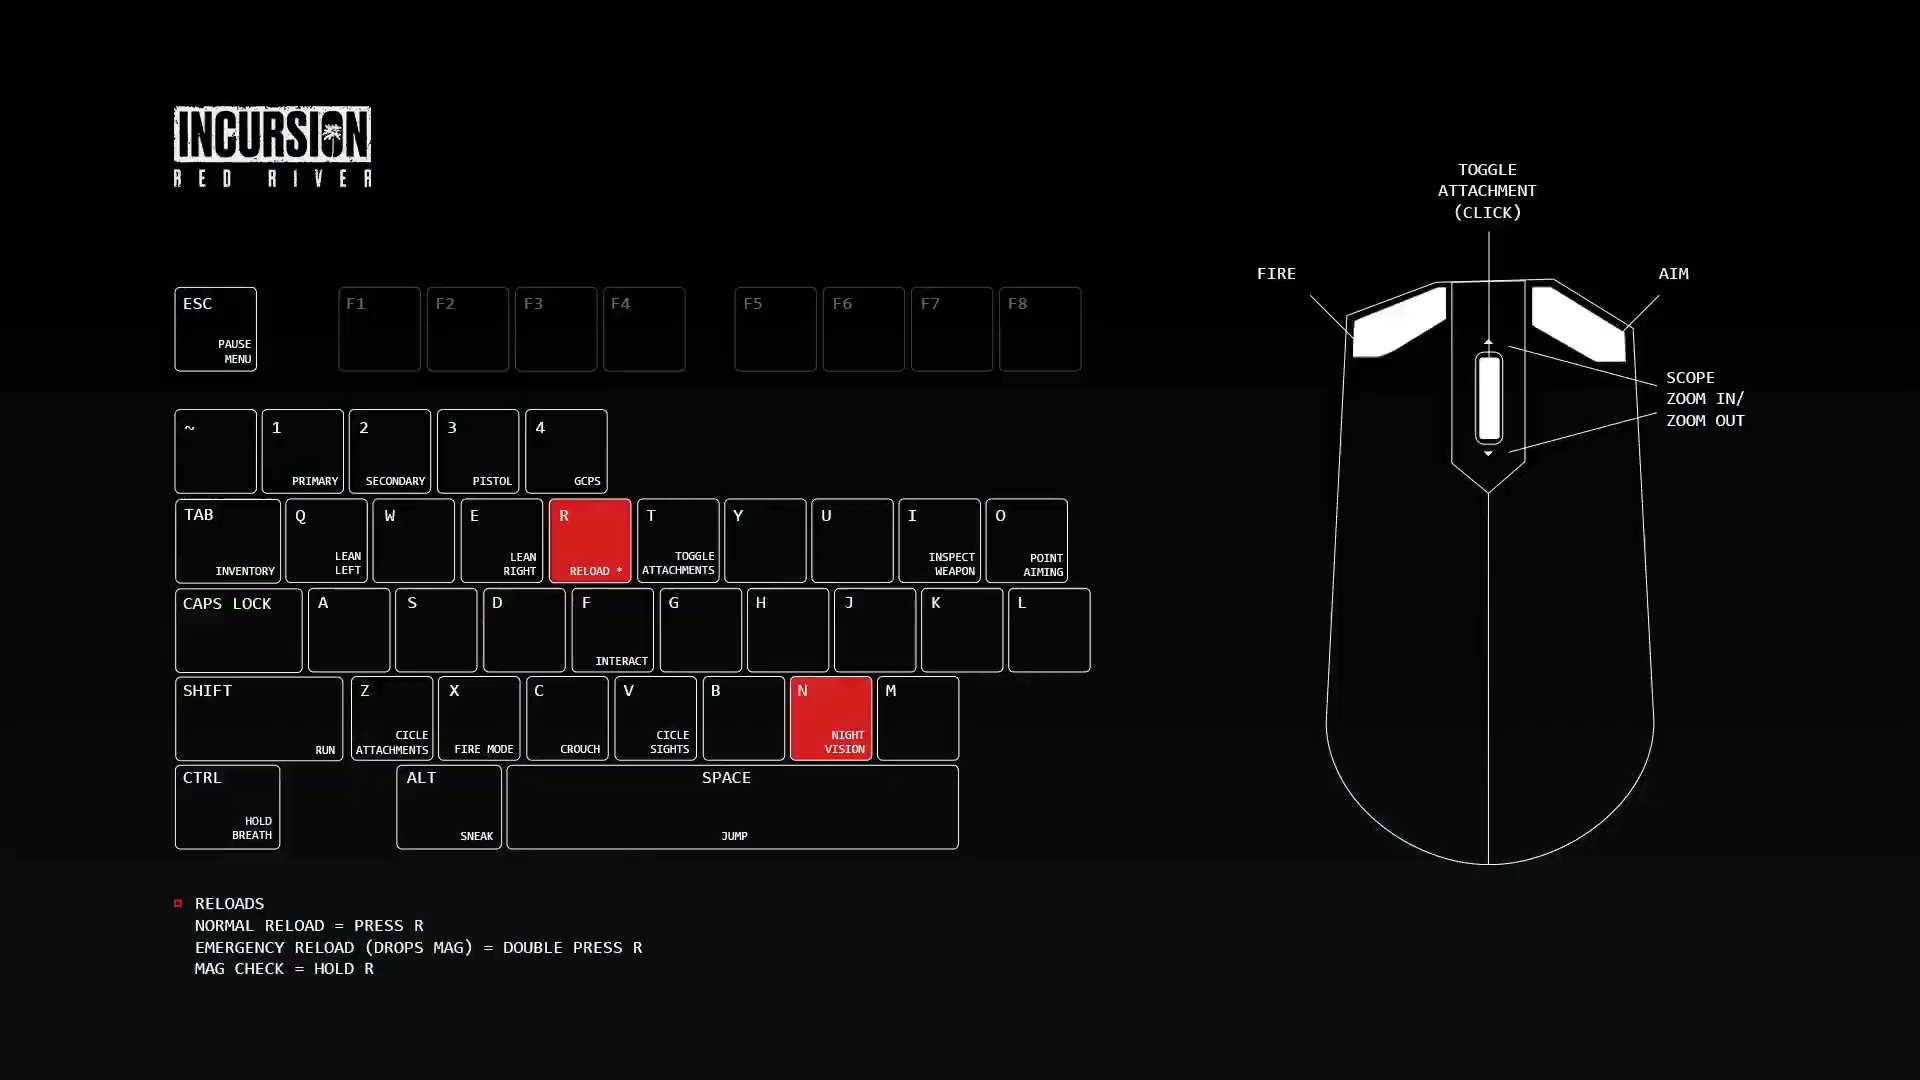 INCURSION
RED RIVER
TOGGLE
ATTACHMENT
(CLICK)
FIRE
AIM
SCOPE
ZOOM IN/
ZOOM OUT
ESC
PAUSE
MENU
F1
F2
F3
F4
F5
F6
F7
F8
~
1
PRIMARY
2
SECONDARY
3
PISTOL
4
GCPS
TAB
INVENTORY
Q
LEAN
LEFT
W
E
LEAN
RIGHT
R
RELOAD *
T
TOGGLE
ATTACHMENTS
Y
U
I
INSPECT
WEAPON
O
POINT
AIMING
CAPS LOCK
A
S
D
F
INTERACT
G
H
J
K
L
SHIFT
RUN
Z
CICLE
ATTACHMENTS
X
FIRE MODE
C
CROUCH
V
CICLE
SIGHTS
B
N
NIGHT
VISION
M
CTRL
HOLD
BREATH
ALT
SNEAK
SPACE
JUMP
RELOADS
NORMAL RELOAD = PRESS R
EMERGENCY RELOAD (DROPS MAG) = DOUBLE PRESS R
MAG CHECK = HOLD R